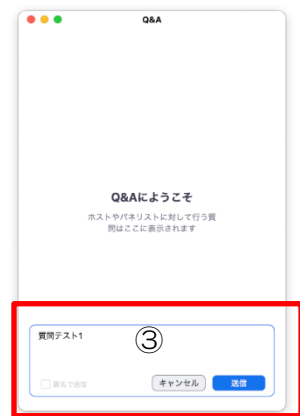 Q&A
Q&Aにようこそ
ホストやパネリストに対して行う質
問はここに表示されます
質問テスト1
③
匿名で送信
キャンセル
送信